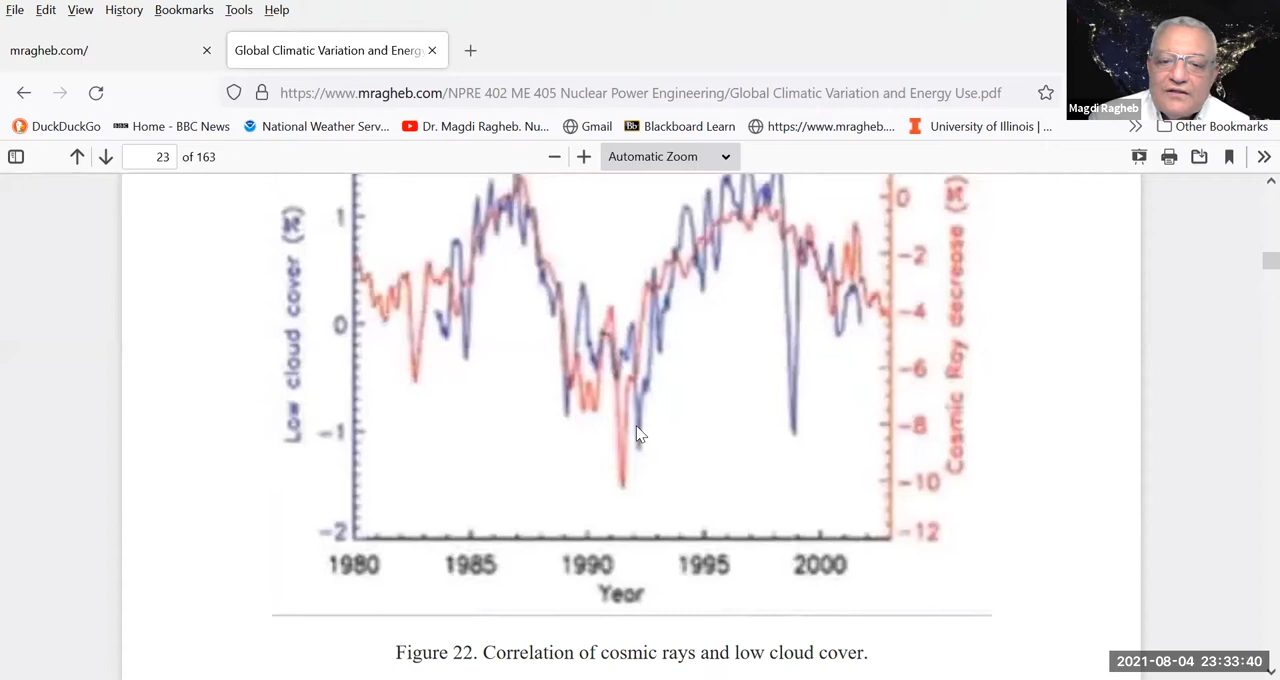 File Edit View History Bookmarks Tools Help
mragheb.com/
Global Climatic Variation and Energy
https://www.mragheb.com/NPRE 402 ME 405 Nuclear Power Engineering/Global Climatic Variation and Energy Use.pdf
Magdi Ragheb
DuckDuckGo BBC Home - BBC News National Weather Serv... Dr. Magdi Ragheb. Nu... Gmail Bb Blackboard Learn https://www.mragheb.... I University of Illinois |... Other Bookmarks
23 of 163 Automatic Zoom
Low cloud cover (%)
1
0
-1
-2
0
-2
-4
-6
-8
-10
-12
Cosmic Ray decrease (%)
1980 1985 1990 1995 2000
Year
Figure 22. Correlation of cosmic rays and low cloud cover.
2021-08-04 23:33:40